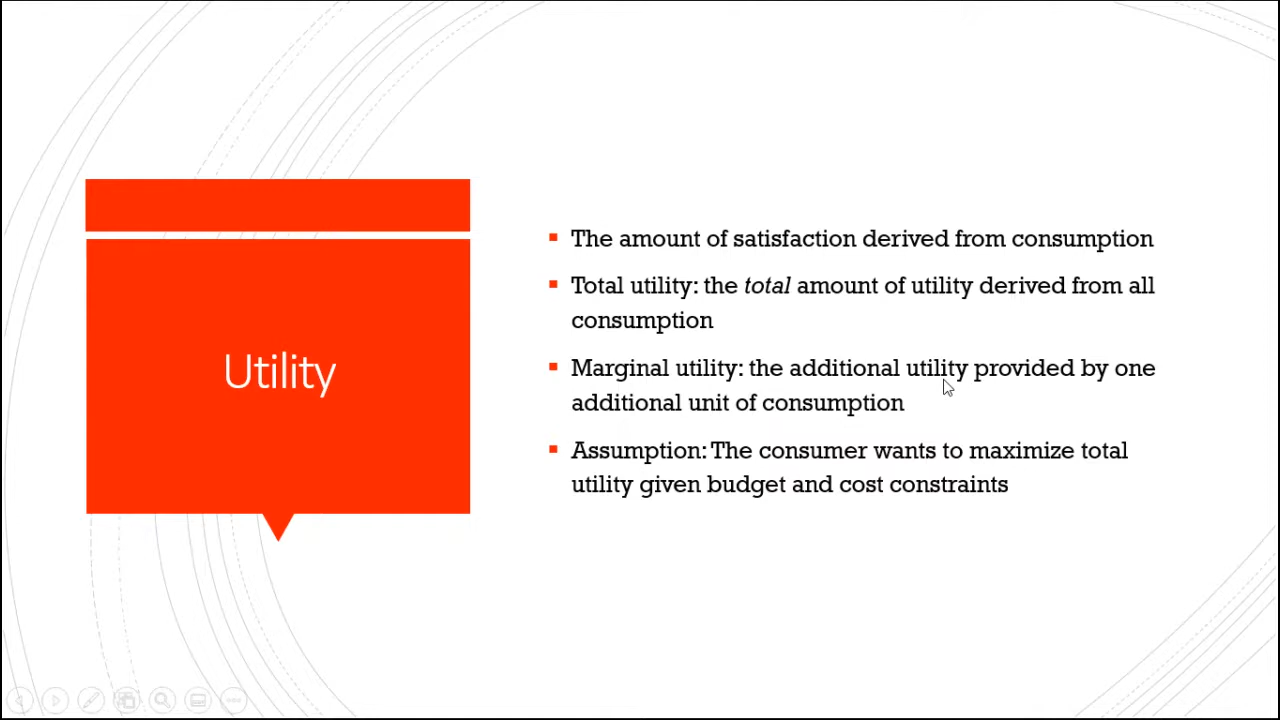 Utility
The amount of satisfaction derived from consumption
Total utility: the total amount of utility derived from all
consumption
Marginal utility: the additional utility provided by one
additional unit of consumption
Assumption: The consumer wants to maximize total
utility given budget and cost constraints